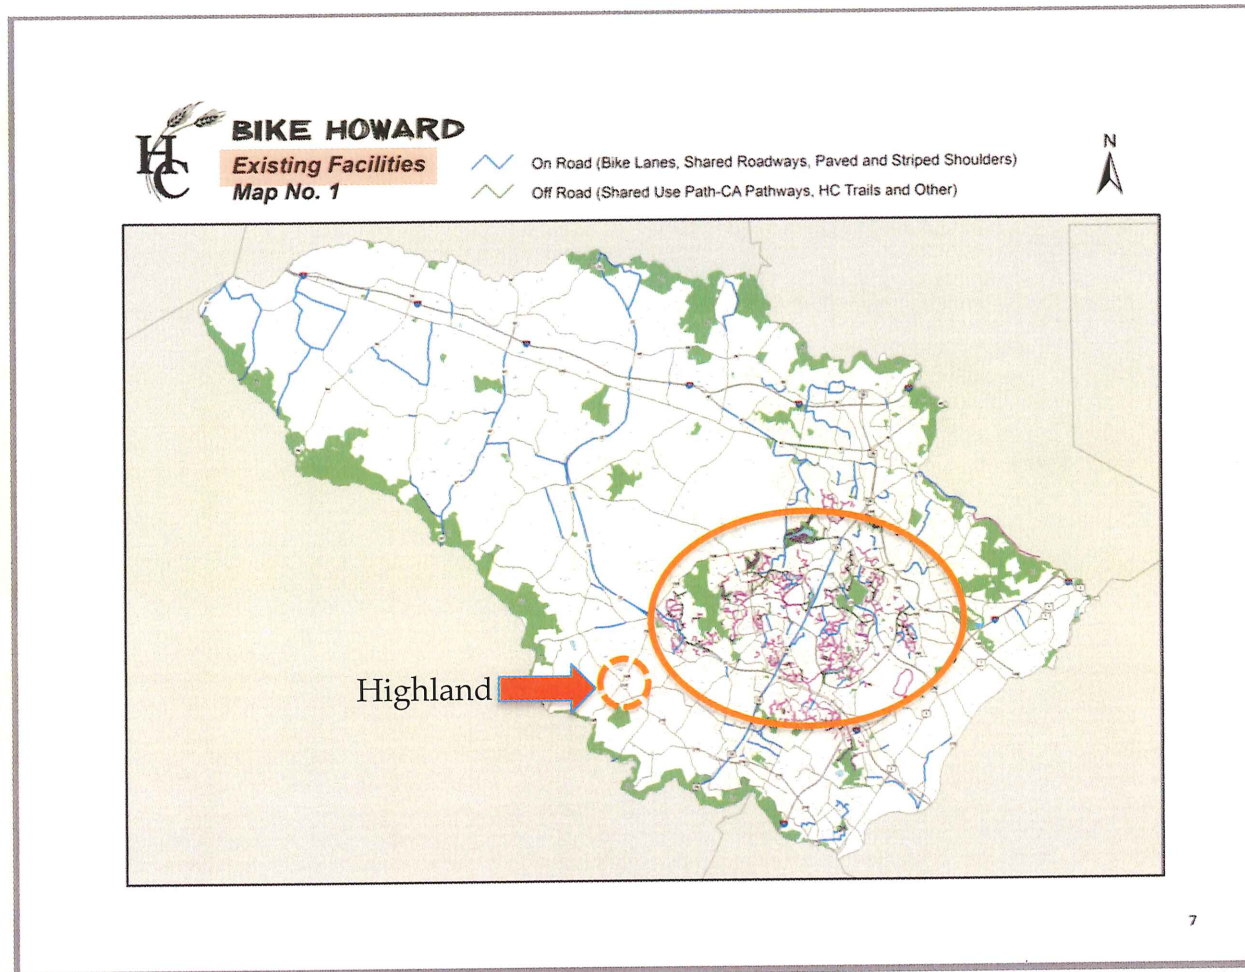 HC
BIKE HOWARD
Existing Facilities
Map No. 1
On Road (Bike Lanes, Shared Roadways, Paved and Striped Shoulders)
Off Road (Shared Use Path-CA Pathways, HC Trails and Other)
N
Highland
7